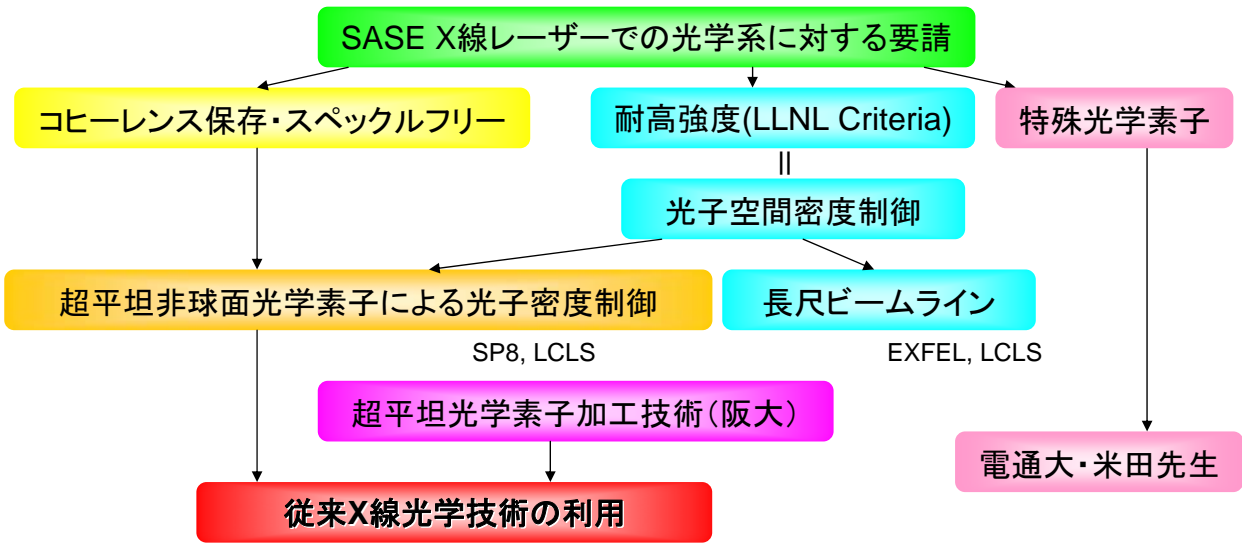 SASE X線レーザーでの光学系に対する要請
コヒーレンス保存・スペックルフリー
耐高強度(LLNL Criteria)
特殊光学素子
=
光子空間密度制御
超平坦非球面光学素子による光子密度制御
長尺ビームライン
SP8, LCLS
EXFEL, LCLS
超平坦光学素子加工技術(阪大)
電通大・米田先生
従来X線光学技術の利用